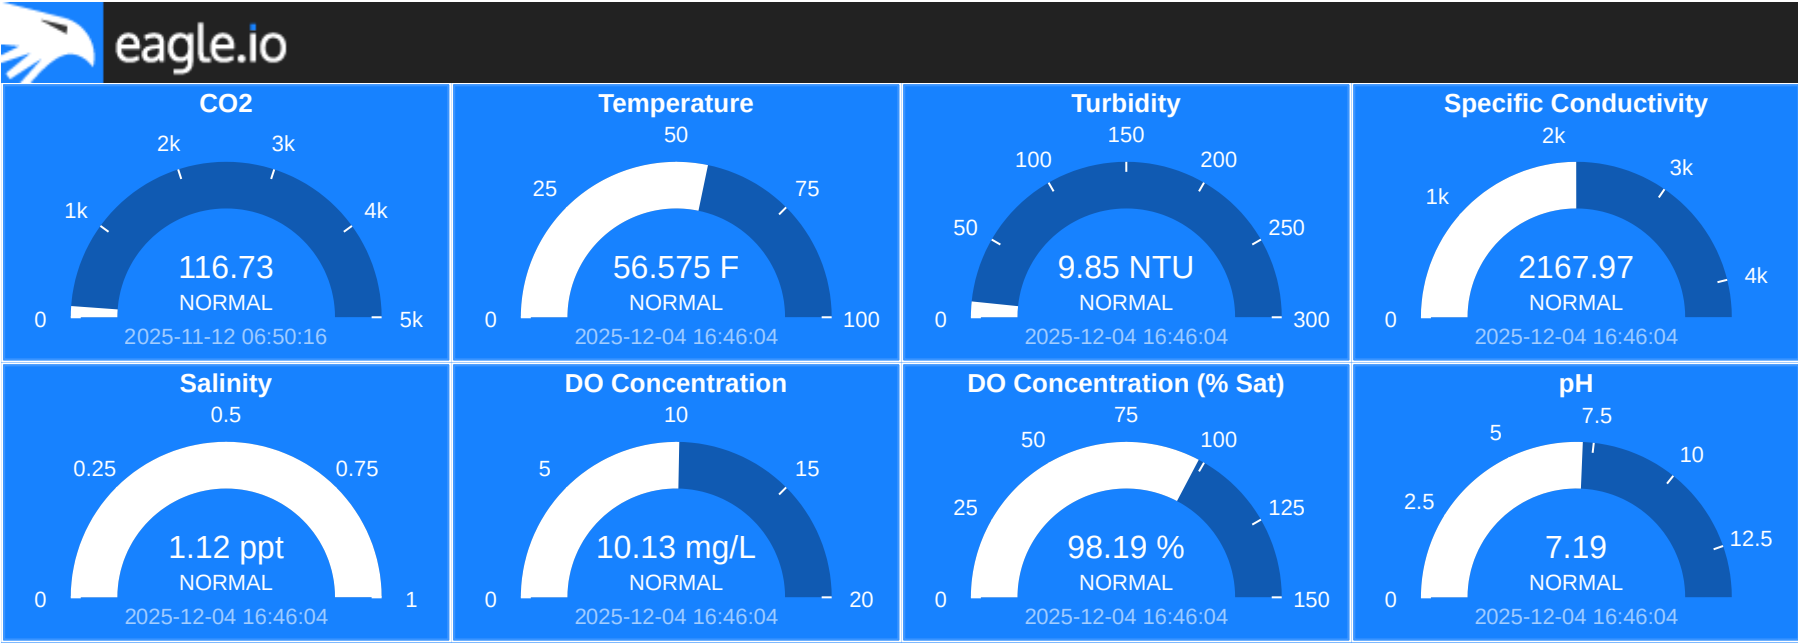 eagle.io
CO2
0
1k
2k
3k
4k
5k
116.73
NORMAL
2025-11-12 06:50:16
Temperature
0
25
50
75
100
56.575 F
NORMAL
2025-12-04 16:46:04
Turbidity
0
50
100
150
200
250
300
9.85 NTU
NORMAL
2025-12-04 16:46:04
Specific Conductivity
0
1k
2k
3k
4k
2167.97
NORMAL
2025-12-04 16:46:04
Salinity
0
0.25
0.5
0.75
1
1.12 ppt
NORMAL
2025-12-04 16:46:04
DO Concentration
0
5
10
15
20
10.13 mg/L
NORMAL
2025-12-04 16:46:04
DO Concentration (% Sat)
0
25
50
75
100
125
150
98.19 %
NORMAL
2025-12-04 16:46:04
pH
0
2.5
5
7.5
10
12.5
7.19
NORMAL
2025-12-04 16:46:04